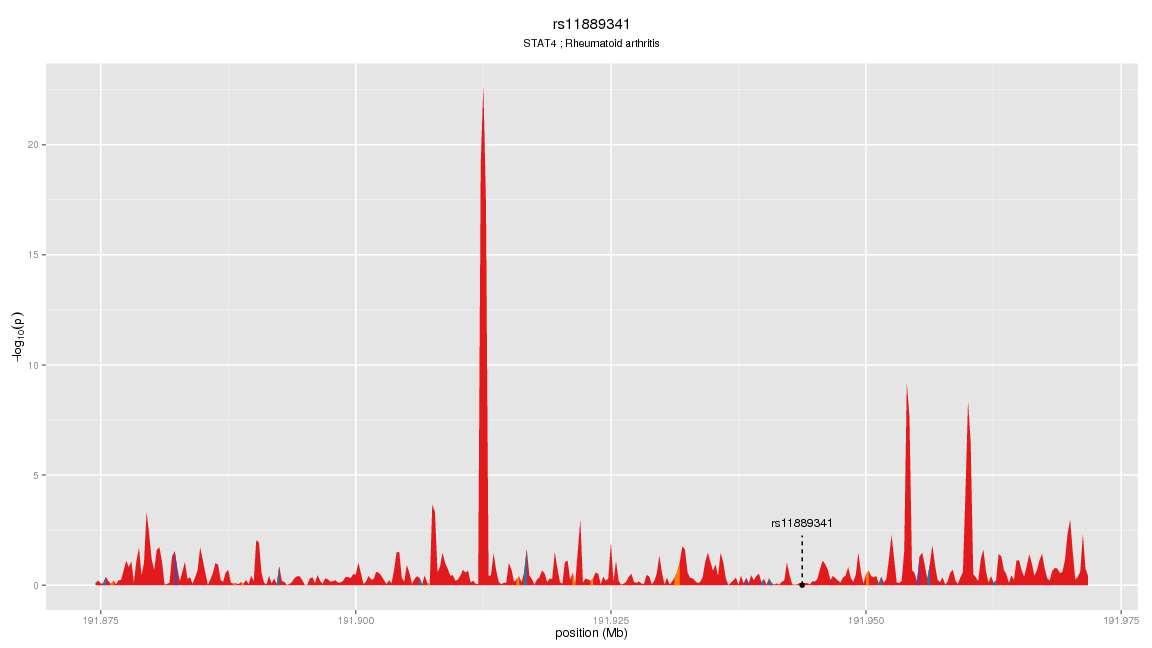 rs11889341
STAT4 ; Rheumatoid arthritis
20
15
10
5
0
−log10(p)
rs11889341
191.875 191.900 191.925 191.950 191.975
position (Mb)